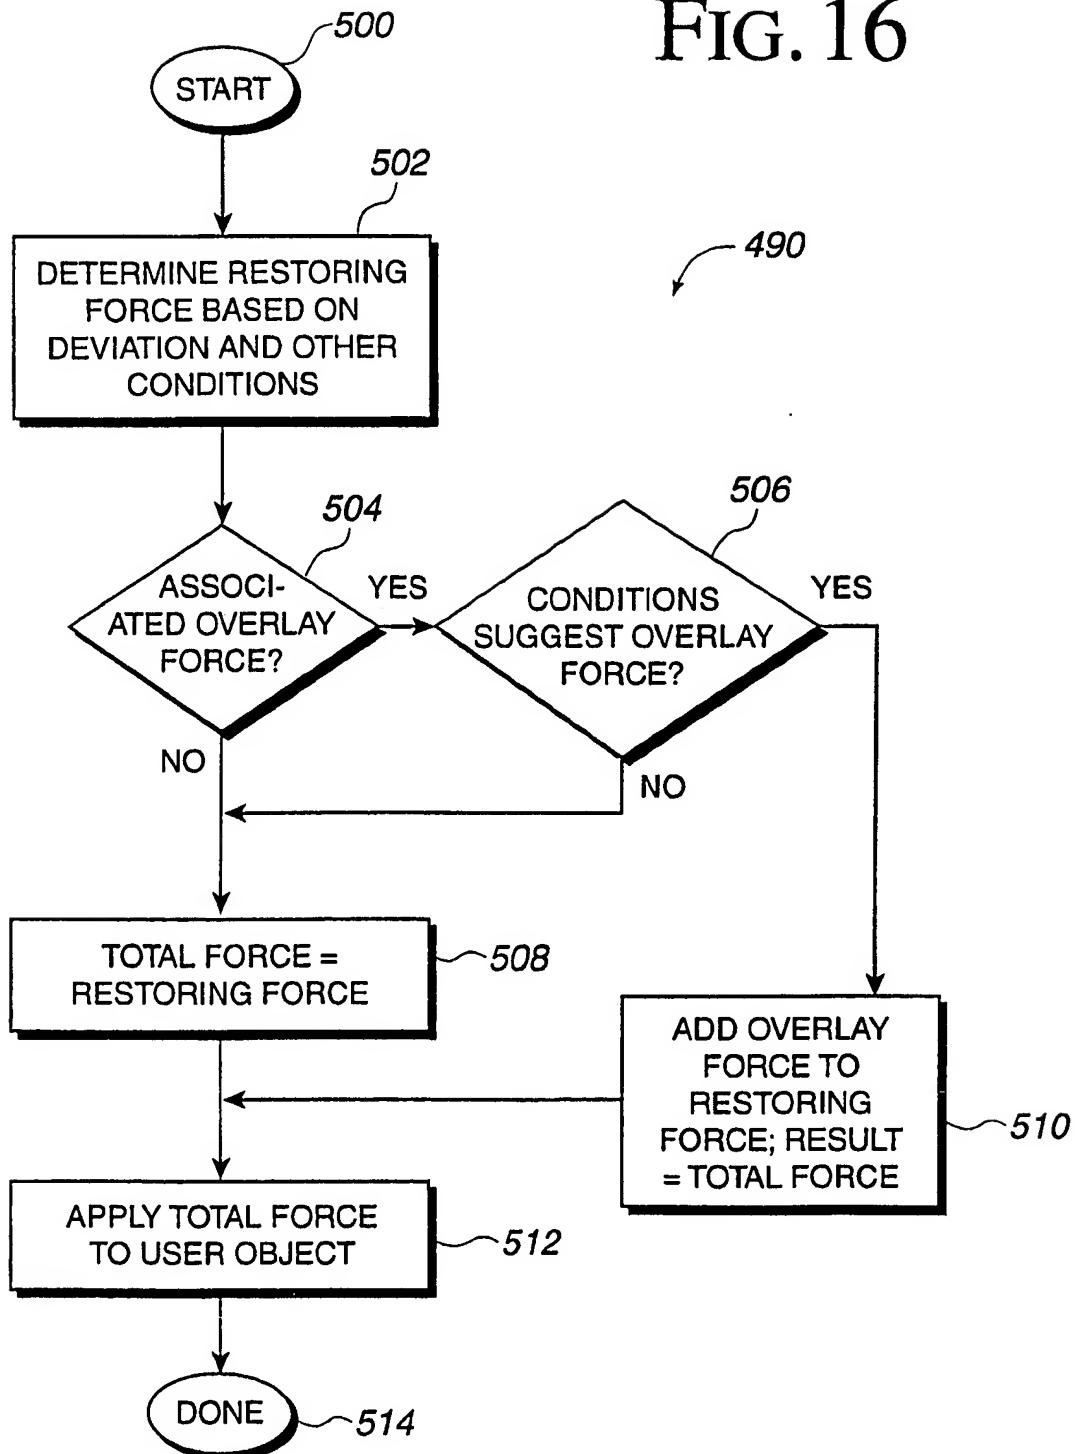 FIG. 16
500
START
502
490
DETERMINE RESTORING
FORCE BASED ON
DEVIATION AND OTHER
CONDITIONS
504
506
ASSOCI-
ATED OVERLAY
FORCE?
YES
CONDITIONS
SUGGEST OVERLAY
FORCE?
YES
NO
NO
TOTAL FORCE =
RESTORING FORCE
508
ADD OVERLAY
FORCE TO
RESTORING
FORCE; RESULT
= TOTAL FORCE
510
APPLY TOTAL FORCE
TO USER OBJECT
512
DONE
514